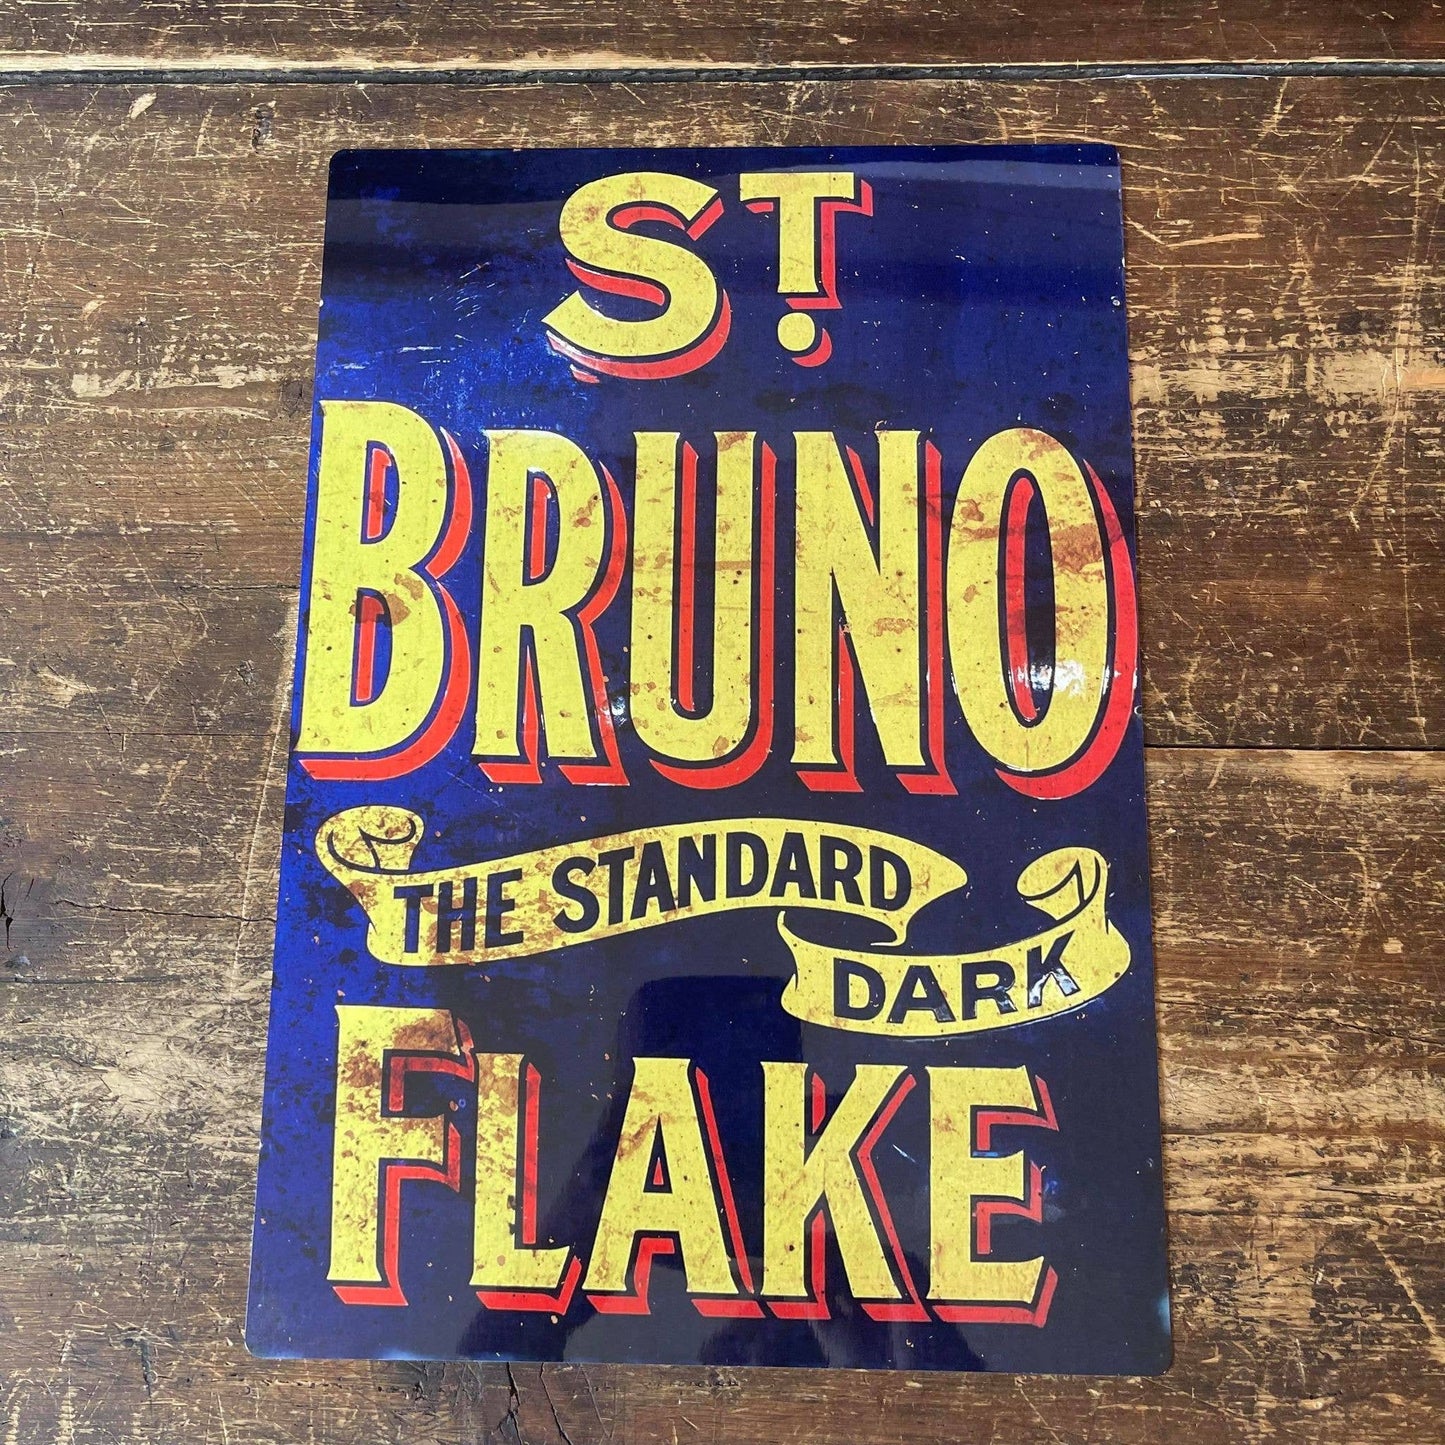 ST.
BRUNO
THE STANDARD
DARK
FLAKE